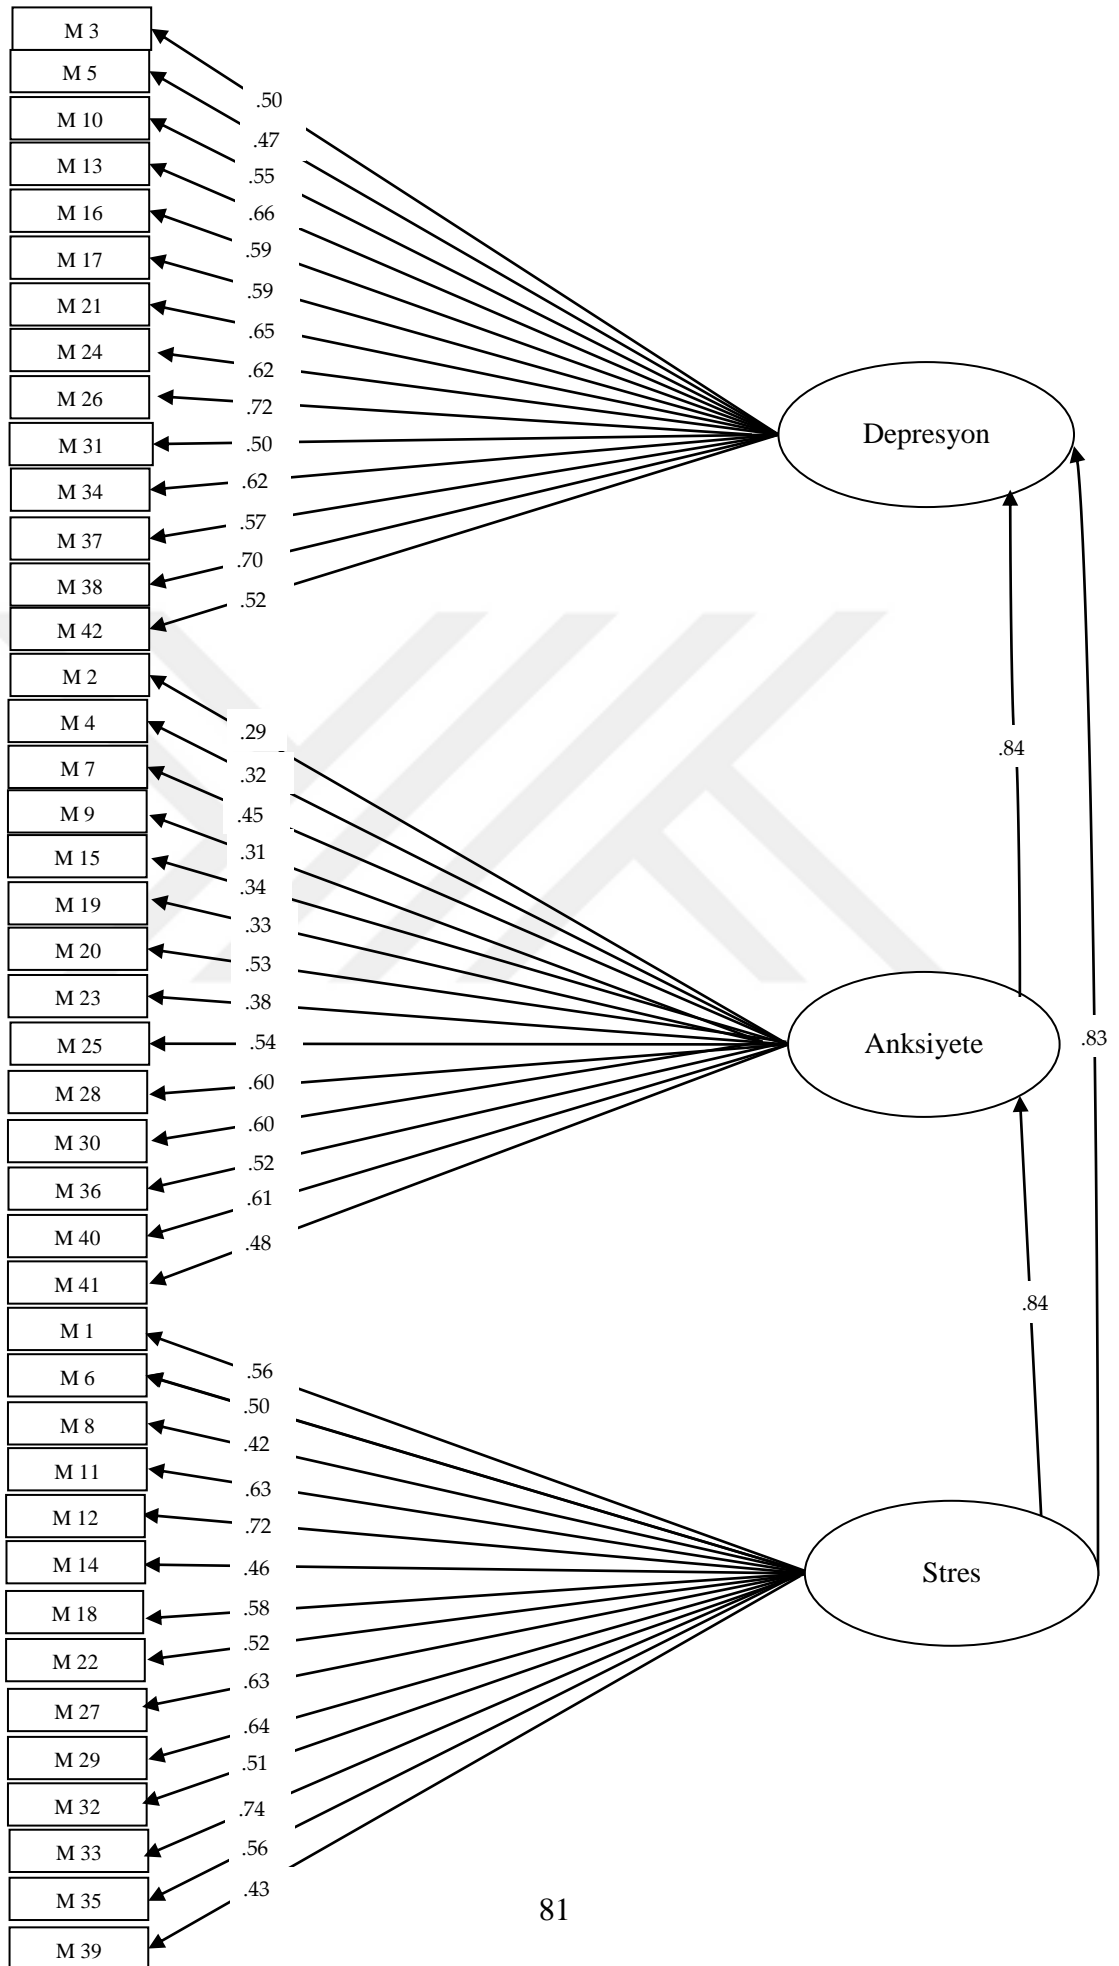 M 3
M 5
M 10
M 13
M 16
M 17
M 21
M 24
M 26
M 31
M 34
M 37
M 38
M 42
M 2
M 4
M 7
M 9
M 15
M 19
M 20
M 23
M 25
M 28
M 30
M 36
M 40
M 41
M 1
M 6
M 8
M 11
M 12
M 14
M 18
M 22
M 27
M 29
M 32
M 33
M 35
M 39
.50
.47
.55
.66
.59
.59
.65
.62
.72
.50
.62
.57
.70
.52
.29
.32
.45
.31
.34
.33
.53
.38
.54
.60
.60
.52
.61
.48
.56
.50
.42
.63
.72
.46
.58
.52
.63
.64
.51
.74
.56
.43
Depresyon
.84
Anksiyete
.83
.84
Stres
81